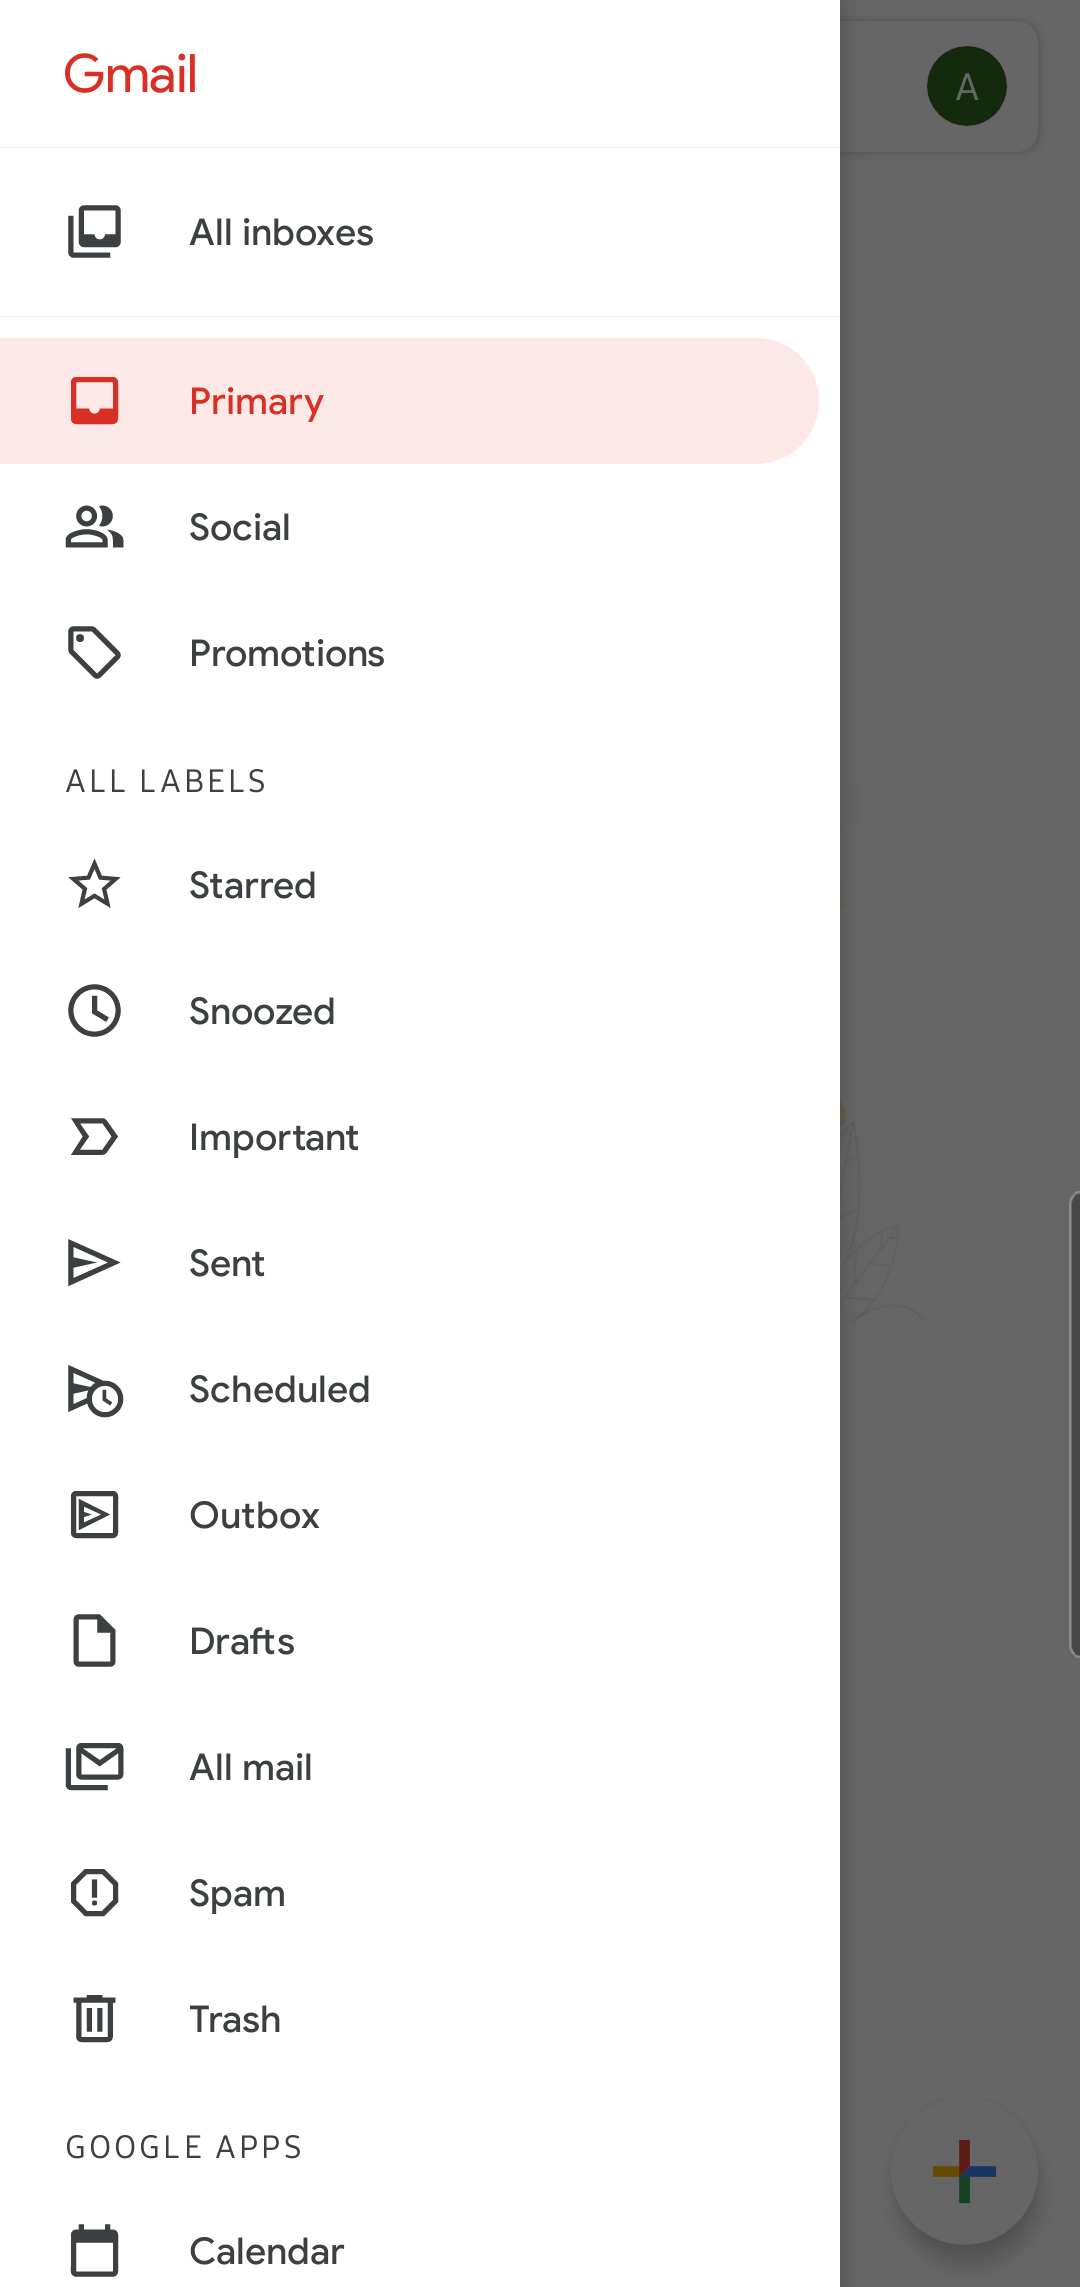 Gmail
A
All inboxes
Primary
Social
Promotions
ALL LABELS
Starred
Snoozed
Important
Sent
Scheduled
Outbox
Drafts
All mail
Spam
Trash
GOOGLE APPS
Calendar